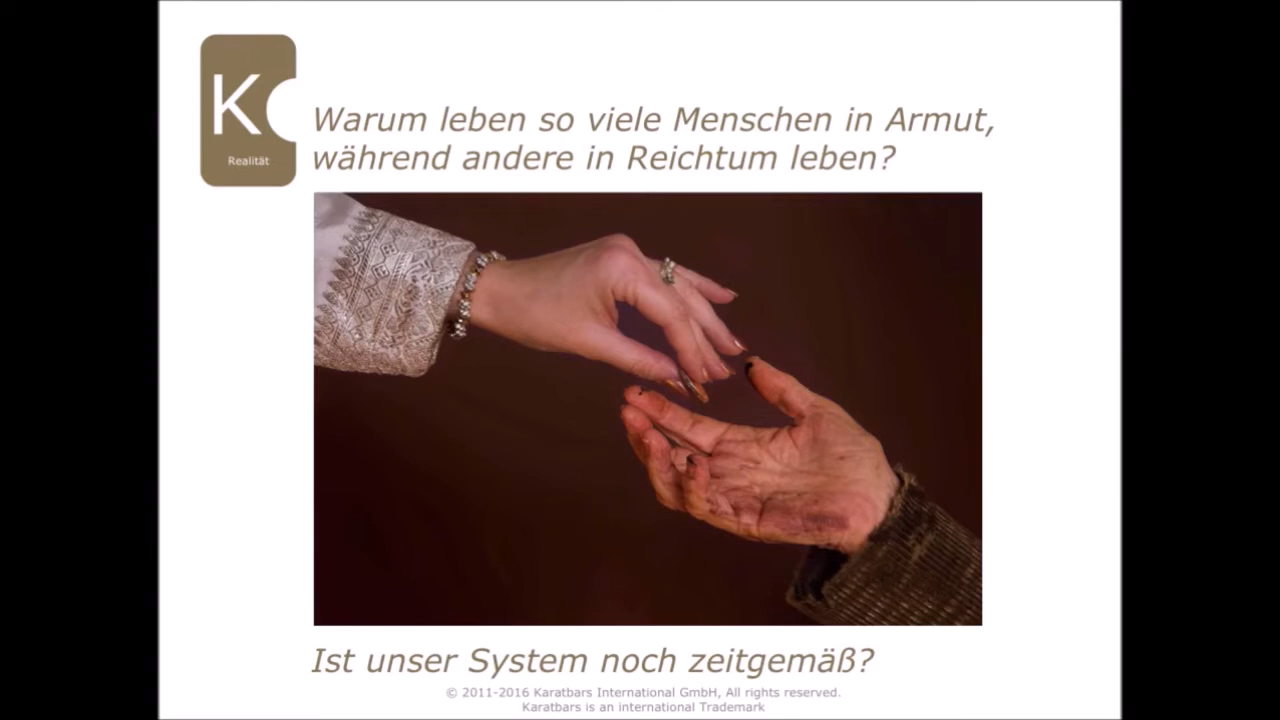 K
Realität
Warum leben so viele Menschen in Armut,
während andere in Reichtum leben?
Ist unser System noch zeitgemäß?
© 2011-2016 Karatbars International GmbH, All rights reserved.
Karatbars is an international Trademark